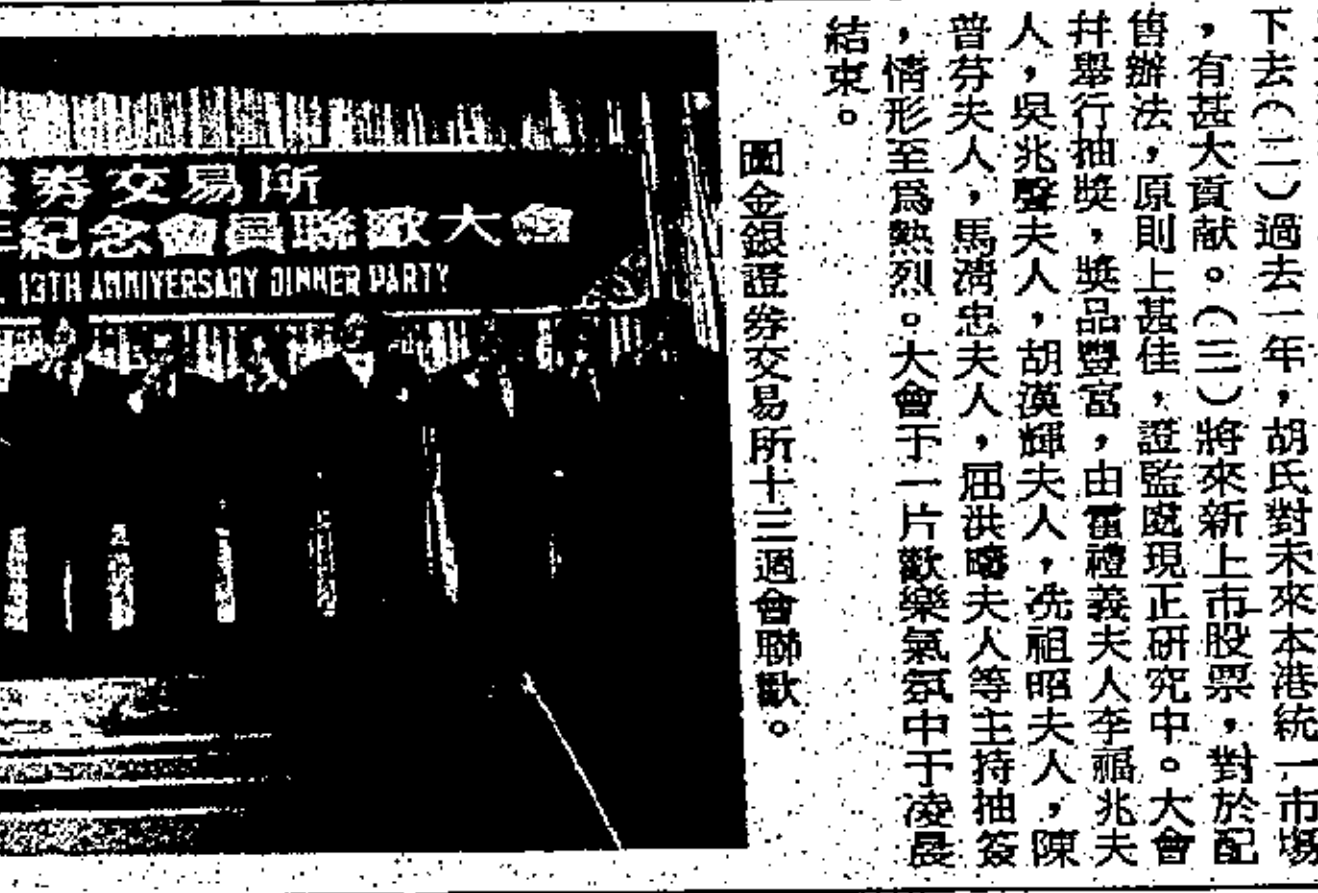 下去(二)過去一年,胡氏對未來本港統一市場
,有甚大貢献。(三)將來新上市股票,對於配
售辦法,原則上甚佳,證監處現正研究中。大會
幷舉行抽獎,獎品豐富,由霍禮義夫人李福兆夫
人,吳兆聲夫人,胡漢輝夫人,冼祖昭夫人,陳
普芬夫人,馬清忠夫人,屈洪疇夫人等主持抽簽
,情形至爲熱烈。大會于一片歡樂氣氛中于凌晨
結束。
圖金銀證券交易所十三週會聯歡。
證券交易所
年紀念會員聯歡大會
13TH ANNIVERSARY DINNER PARTY